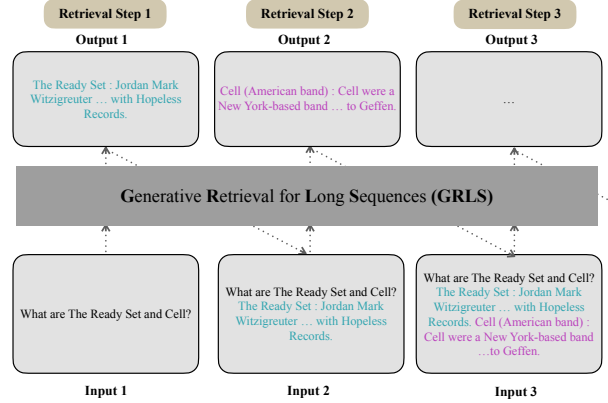 Retrieval Step 1
Retrieval Step 2
Retrieval Step 3
Output 1
Output 2
Output 3
The Ready Set : Jordan Mark
Witzigreuter … with Hopeless
Records.
Cell (American band) : Cell were a
New York-based band … to Geffen.
…
Generative Retrieval for Long Sequences (GRLS)
What are The Ready Set and Cell?
What are The Ready Set and Cell?
The Ready Set : Jordan Mark
Witzigreuter … with Hopeless
Records.
What are The Ready Set and Cell?
The Ready Set : Jordan Mark
Witzigreuter … with Hopeless
Records. Cell (American band) :
Cell were a New York-based band
…to Geffen.
Input 1
Input 2
Input 3